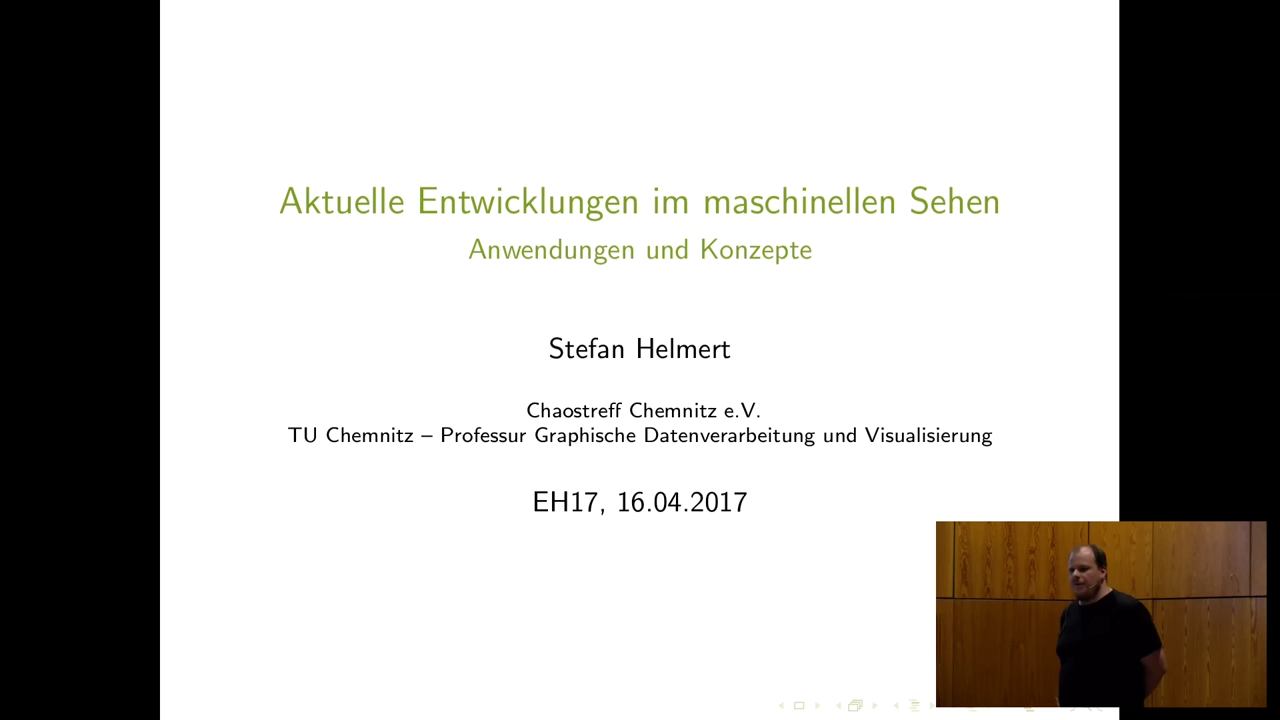 Aktuelle Entwicklungen im maschinellen Sehen
Anwendungen und Konzepte
Stefan Helmert
Chaostreff Chemnitz e.V.
TU Chemnitz – Professur Graphische Datenverarbeitung und Visualisierung
EH17, 16.04.2017